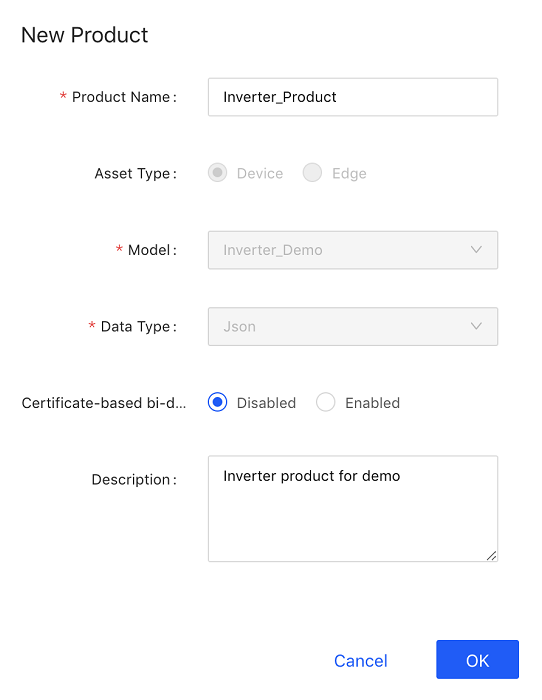 New Product
* Product Name: Inverter_Product
Asset Type: Device Edge
* Model: Inverter_Demo
* Data Type: Json
Certificate-based bi-d... Disabled Enabled
Description: Inverter product for demo
Cancel OK